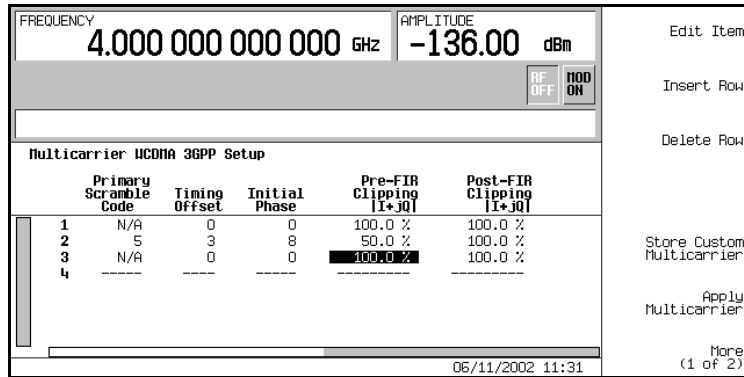 FREQUENCY
4.000 000 000 000 GHz
AMPLITUDE
-136.00 dBm
RF OFF
MOD ON
Multicarrier WCDMA 3GPP Setup
Primary Scramble Code Timing Offset Initial Phase Pre-FIR Clipping |I+jQ| Post-FIR Clipping |I+jQ|
1 N/A 0 0 100.0 % 100.0 %
2 5 3 8 50.0 % 100.0 %
3 N/A 0 0 100.0 % 100.0 %
4 ----- ---- ----- --------- ---------
06/11/2002 11:31
Edit Item
Insert Row
Delete Row
Store Custom
Multicarrier
Apply
Multicarrier
More
(1 of 2)